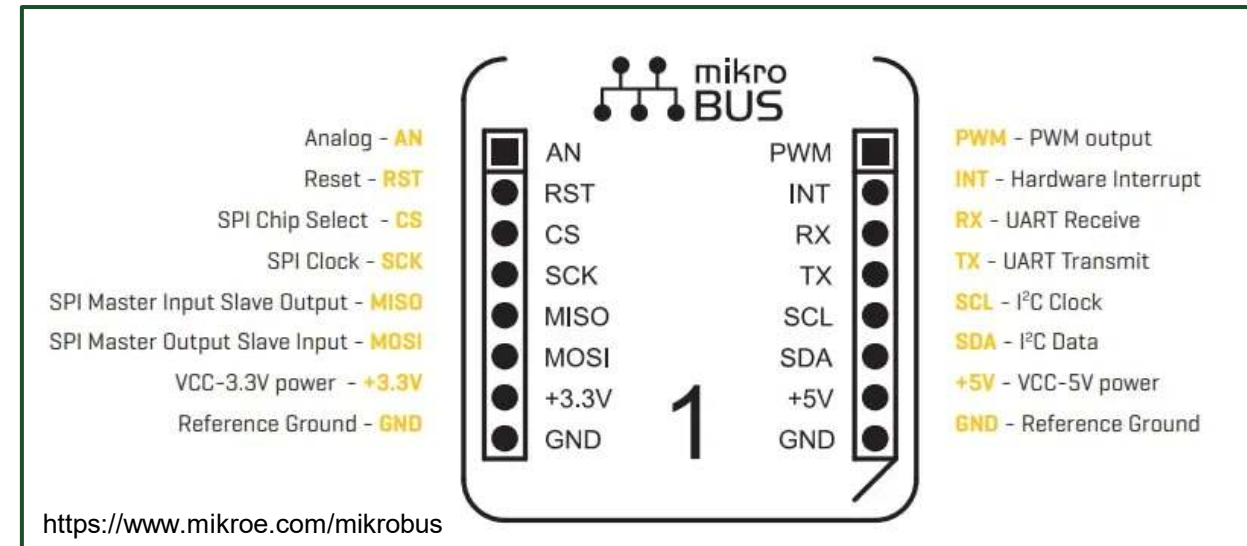 mikro
BUS
Analog - AN
Reset - RST
SPI Chip Select - CS
SPI Clock - SCK
SPI Master Input Slave Output - MISO
SPI Master Output Slave Input - MOSI
VCC-3.3V power - +3.3V
Reference Ground - GND
AN
RST
CS
SCK
MISO
MOSI
+3.3V
GND
1
PWM
INT
RX
TX
SCL
SDA
+5V
GND
PWM - PWM output
INT - Hardware Interrupt
RX - UART Receive
TX - UART Transmit
SCL - I²C Clock
SDA - I²C Data
+5V - VCC-5V power
GND - Reference Ground
https://www.mikroe.com/mikrobus